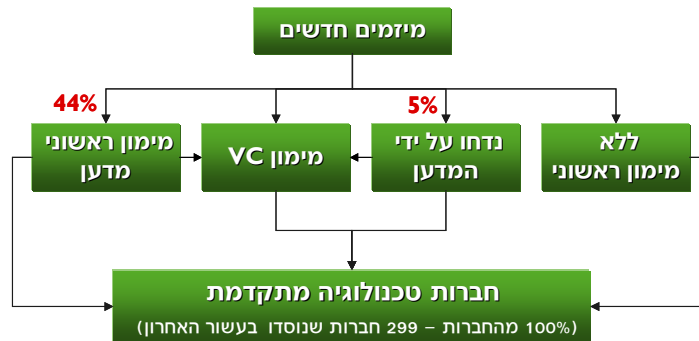 מיזמים חדשים
44%
5%
מימון ראשוני
מדען
מימון VC
נדחו על ידי
המדען
ללא
מימון ראשוני
חברות טכנולוגיה מתקדמת
(100% מהחברות – 299 חברות שנוסדו בעשור האחרון)